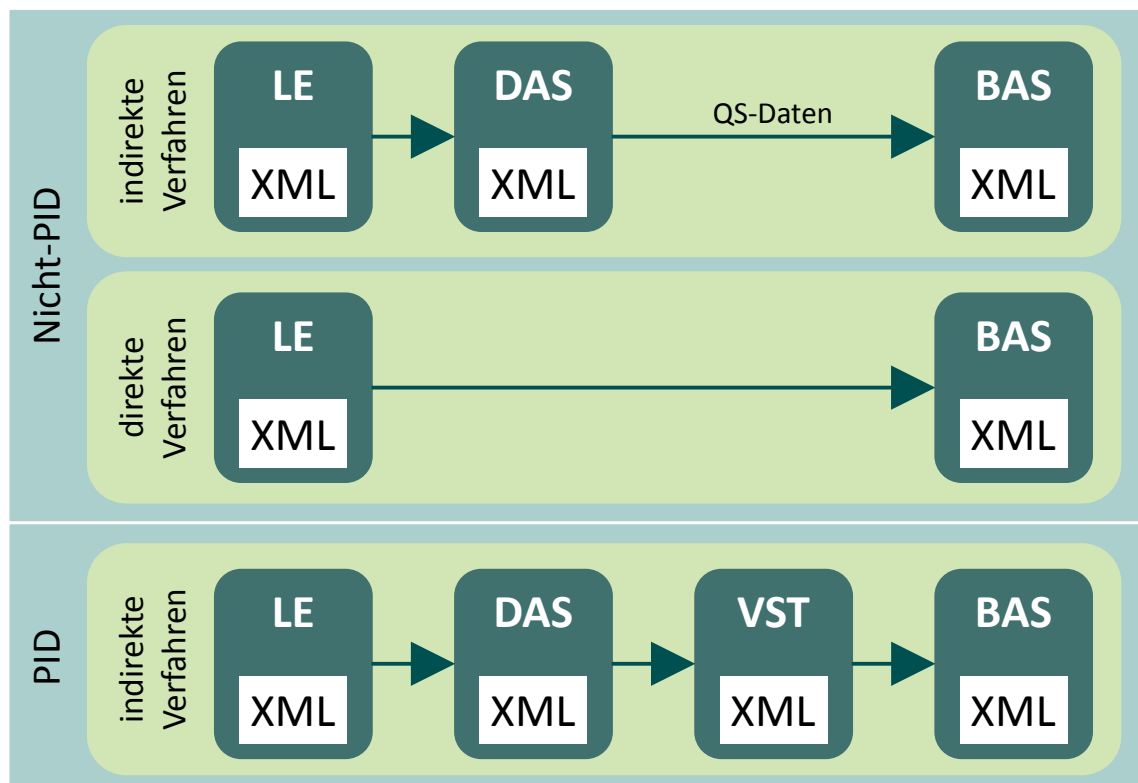 Nicht-PID
indirekte
Verfahren
LE
XML
DAS
XML
QS-Daten
BAS
XML
direkte
Verfahren
LE
XML
BAS
XML
PID
indirekte
Verfahren
LE
XML
DAS
XML
VST
XML
BAS
XML